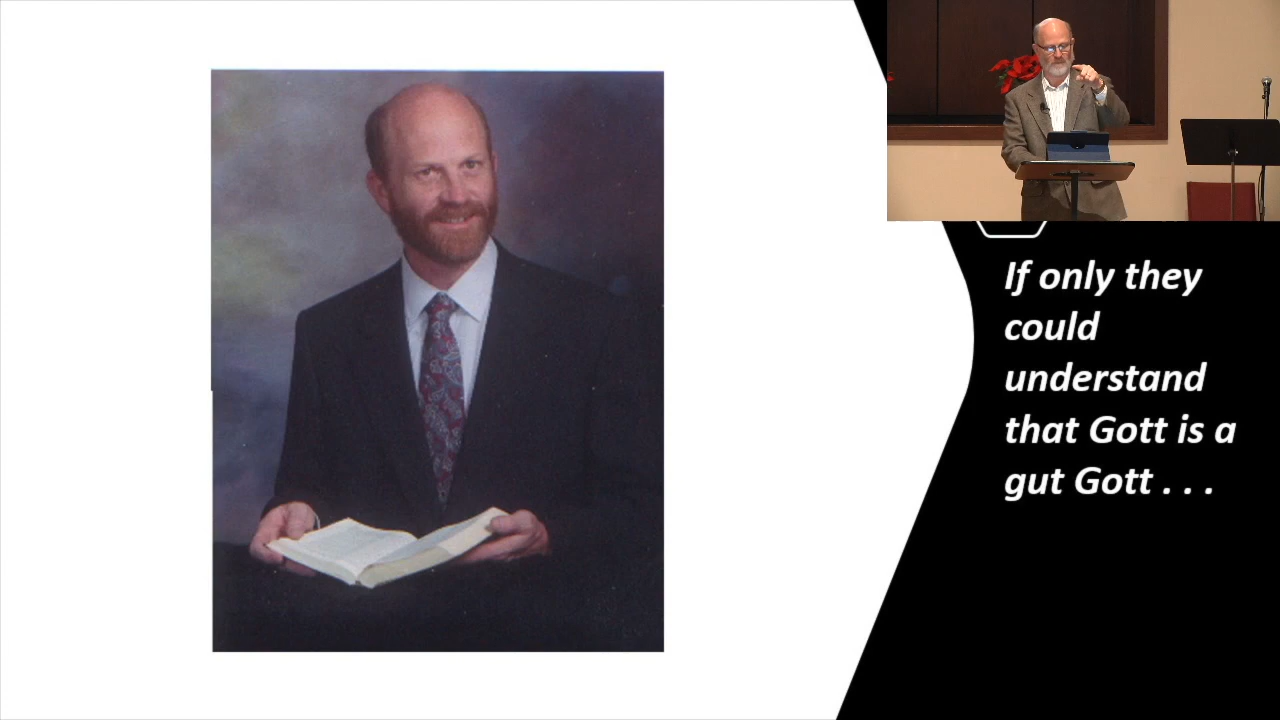 If only they
could
understand
that Gott is a
gut Gott . . .